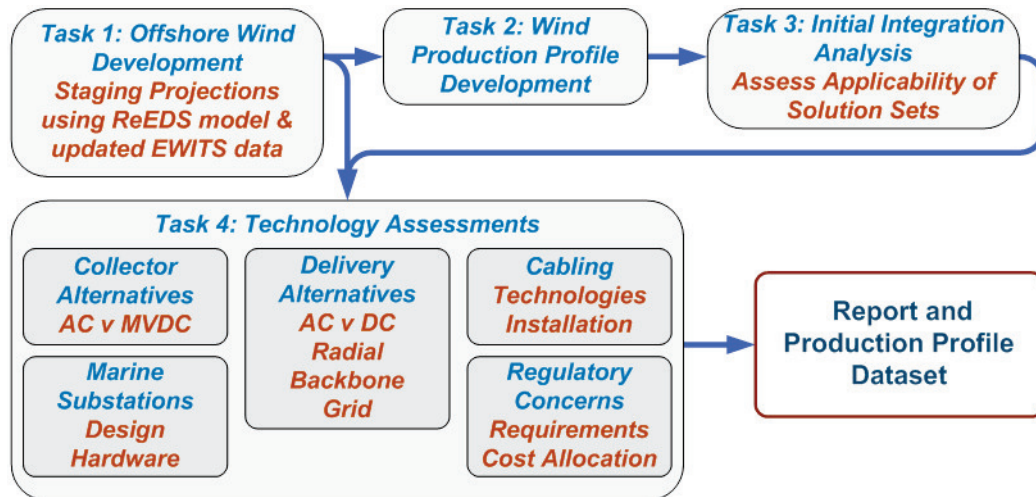 Task 1: Offshore Wind
Development
Staging Projections
using ReEDS model &
updated EWITS data
Task 2: Wind
Production Profile
Development
Task 3: Initial Integration
Analysis
Assess Applicability of
Solution Sets
Task 4: Technology Assessments
Collector
Alternatives
AC v MVDC
Marine
Substations
Design
Hardware
Delivery
Alternatives
AC v DC
Radial
Backbone
Grid
Cabling
Technologies
Installation
Regulatory
Concerns
Requirements
Cost Allocation
Report and
Production Profile
Dataset